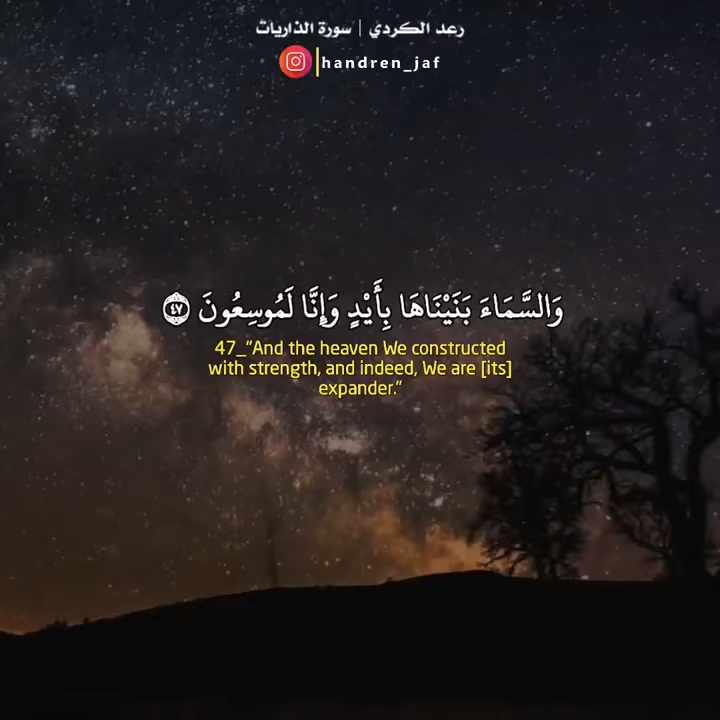 رعد الكردي | سورة الذاريات
handren_jaf
وَالسَّمَاءَ بَنَيْنَاهَا بِأَيْدٍ وَإِنَّا لَمُوسِعُونَ ٤٧
47_"And the heaven We constructed
with strength, and indeed, We are [its]
expander."